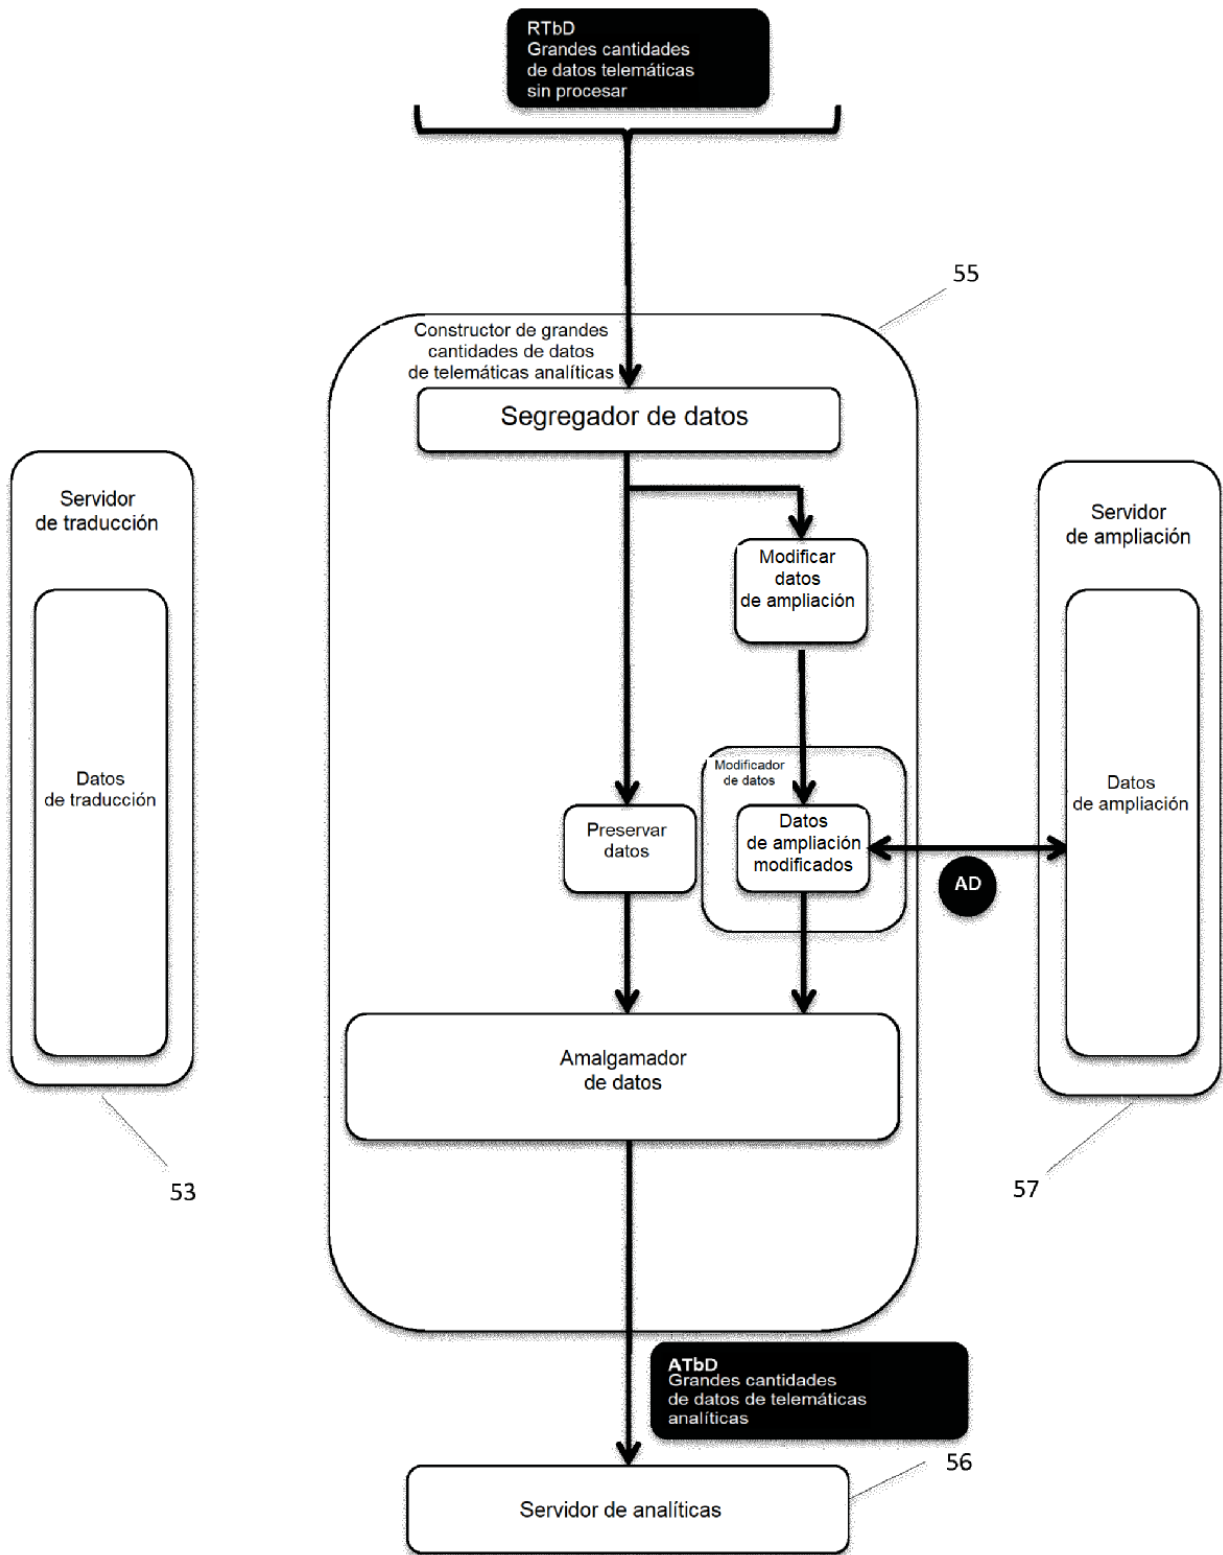 RTbD
Grandes cantidades
de datos telemáticas
sin procesar
55
Constructor de grandes
cantidades de datos
de telemáticas analíticas
Segregador de datos
Servidor
de traducción
Servidor
de ampliación
Modificar
datos
de ampliación
Datos
de traducción
Modificador
de datos
Preservar
datos
Datos
de ampliación
modificados
AD
Datos
de ampliación
Amalgamador
de datos
53
57
ATbD
Grandes cantidades
de datos de telemáticas
analíticas
56
Servidor de analíticas